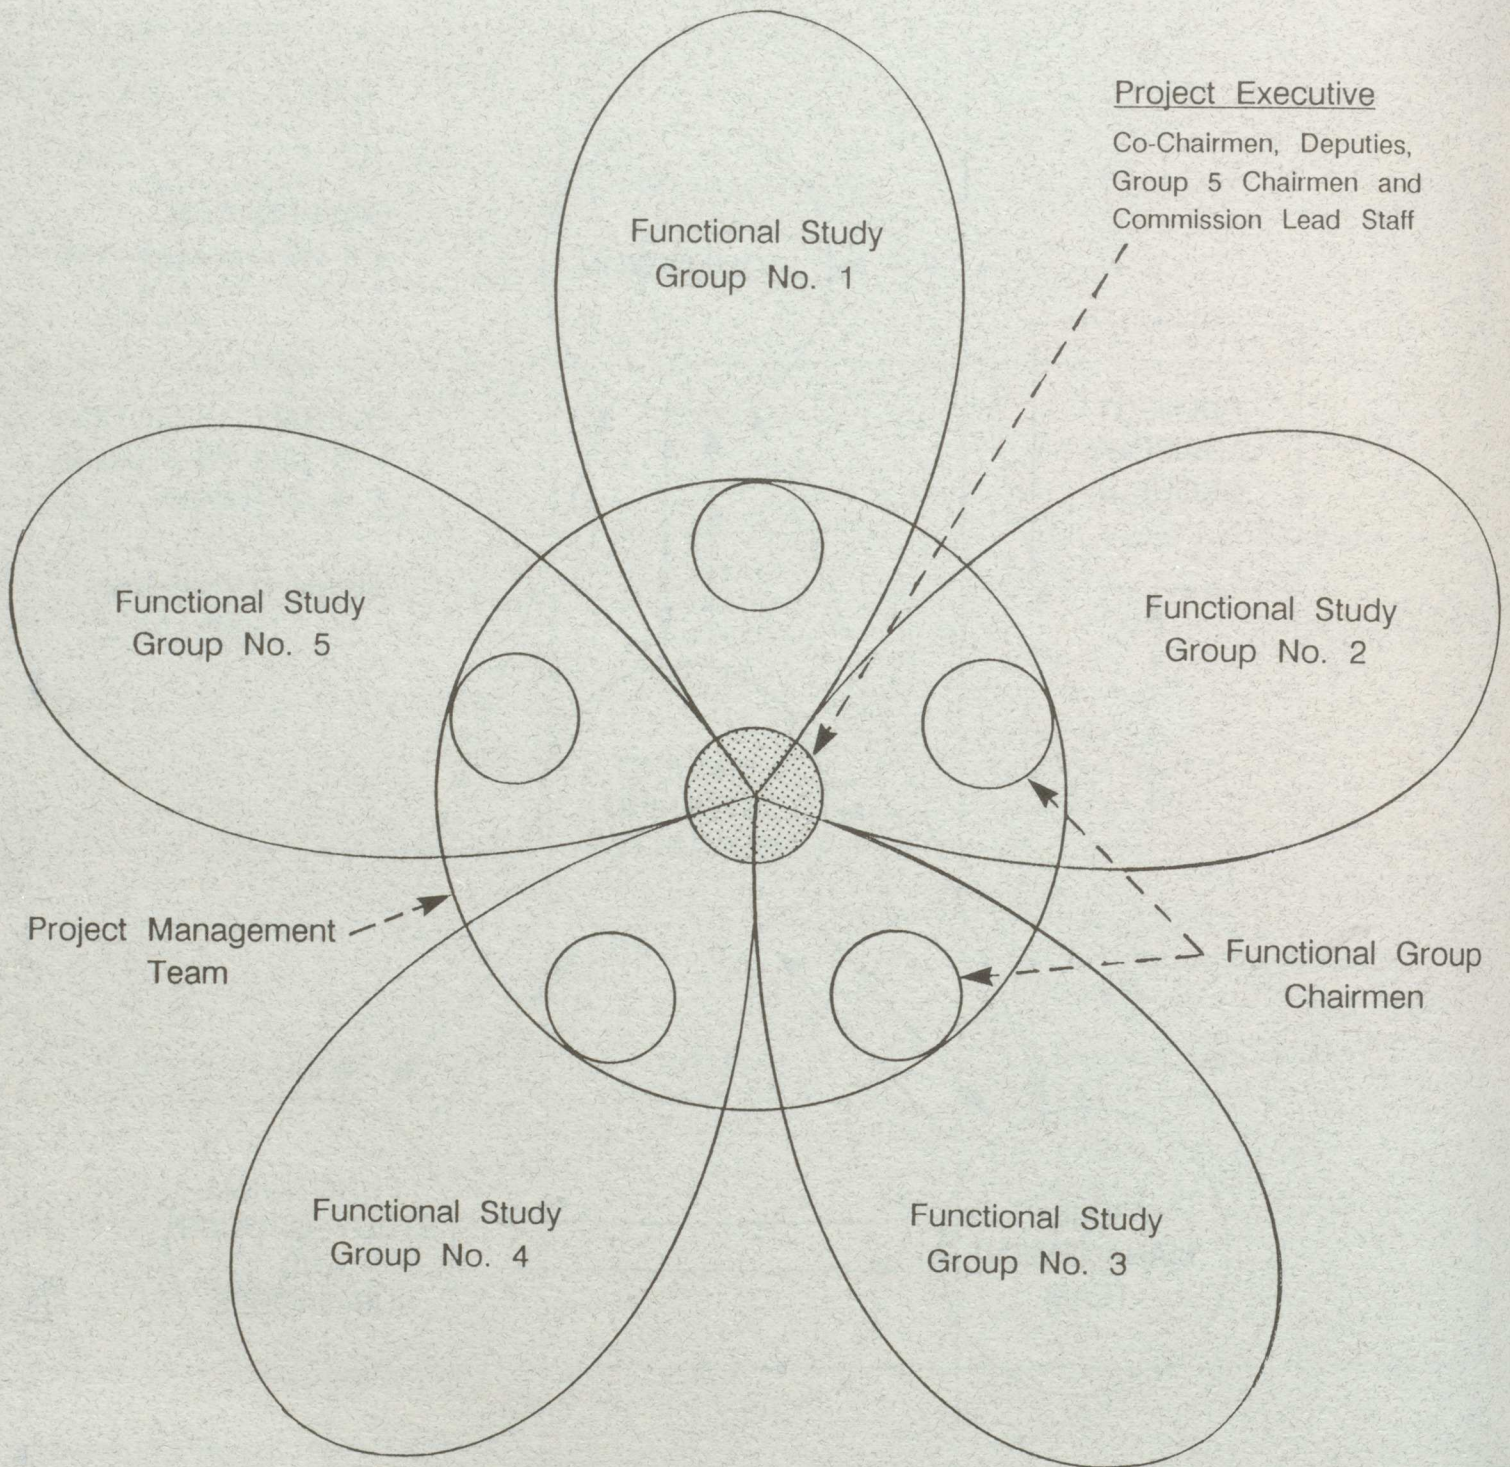 Project Executive
Co-Chairmen, Deputies,
Group 5 Chairmen and
Commission Lead Staff
Functional Study
Group No. 1
Functional Study
Group No. 5
Functional Study
Group No. 2
Project Management
Team
Functional Group
Chairmen
Functional Study
Group No. 4
Functional Study
Group No. 3